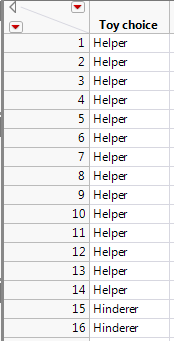 Toy choice
1 Helper
2 Helper
3 Helper
4 Helper
5 Helper
6 Helper
7 Helper
8 Helper
9 Helper
10 Helper
11 Helper
12 Helper
13 Helper
14 Helper
15 Hinderer
16 Hinderer